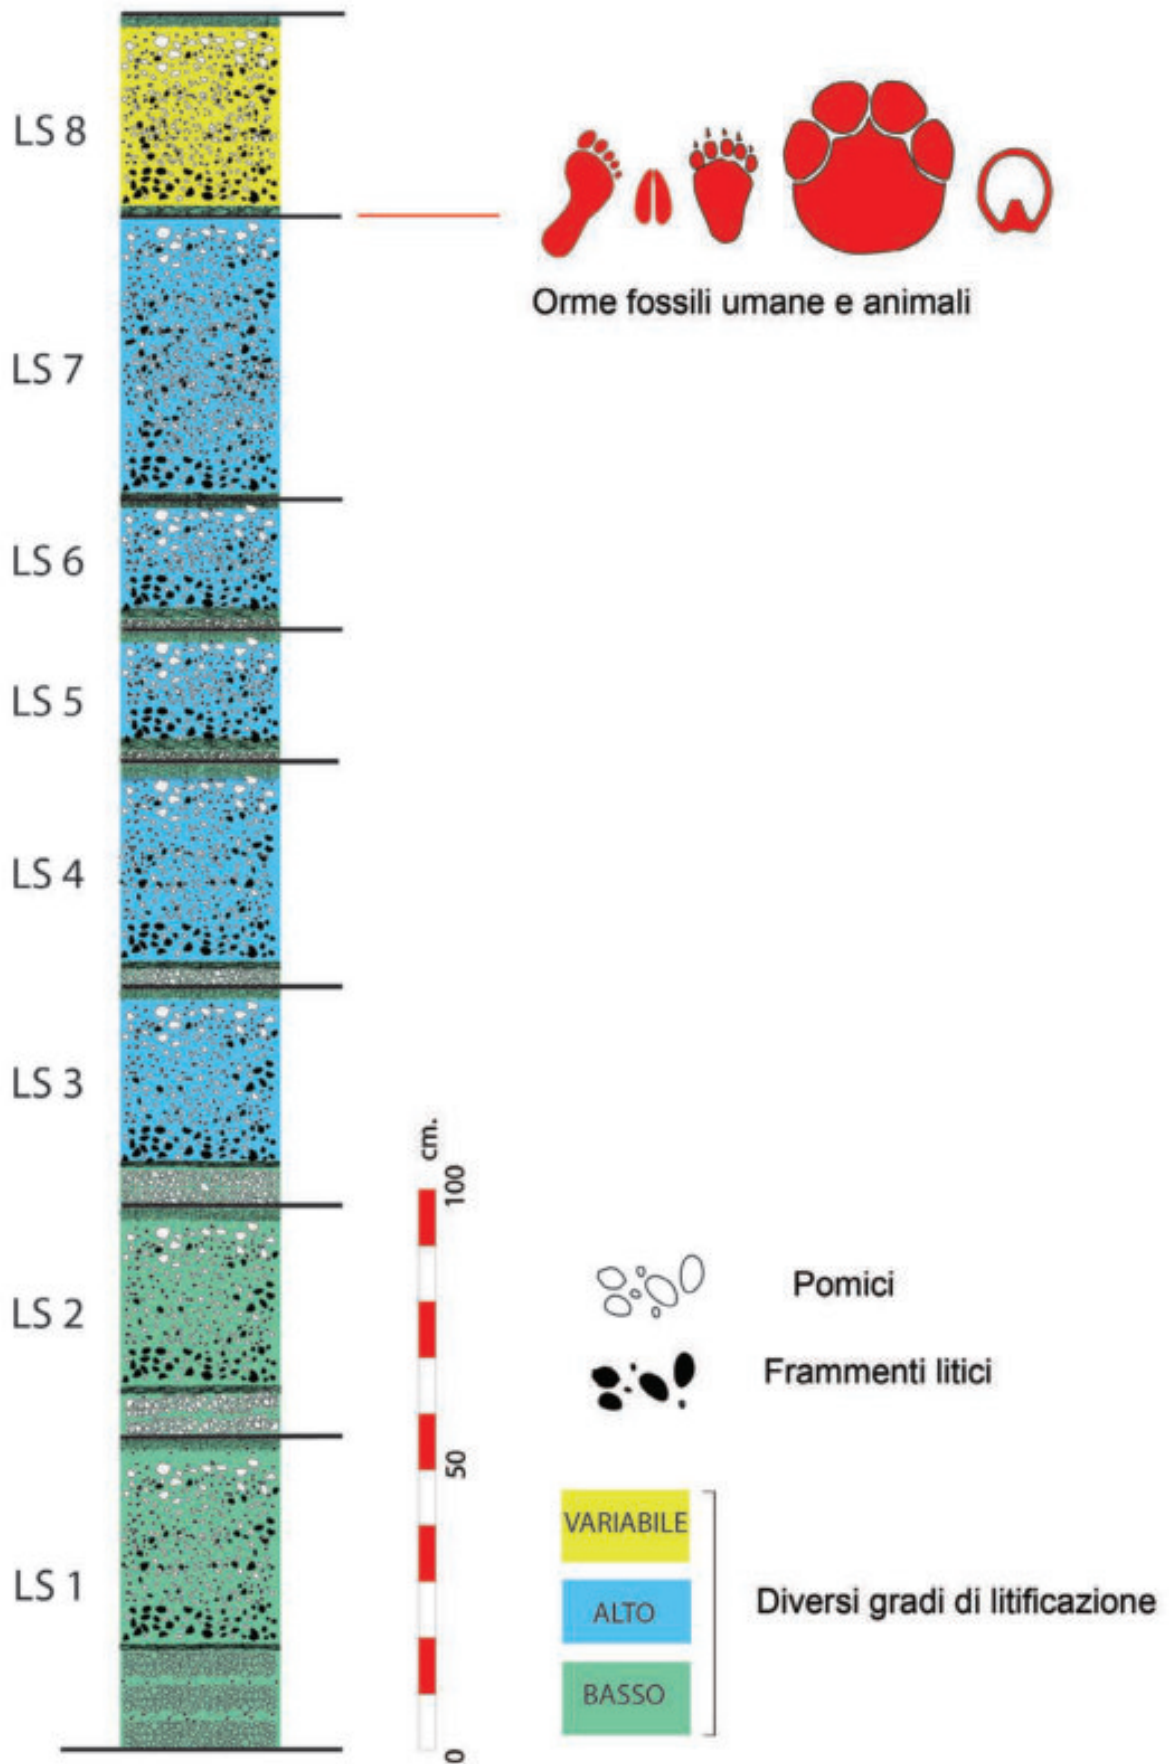 LS 8
Orme fossili umane e animali
LS 7
LS 6
LS 5
LS 4
LS 3
cm.
100
LS 2
Pomici
Frammenti litici
50
VARIABILE
LS 1
ALTO
Diversi gradi di litificazione
BASSO
0